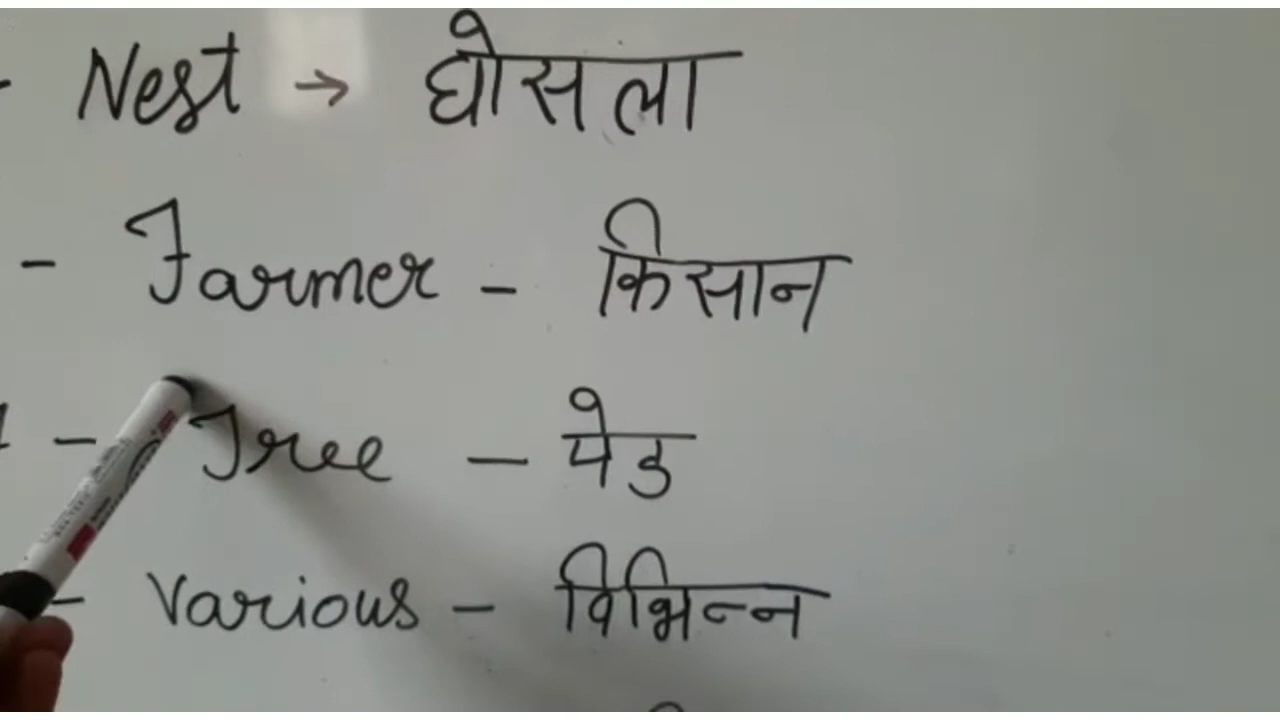 - Nest → घोसला
- Farmer - किसान
- Tree - पेड
- Various - विभिन्न